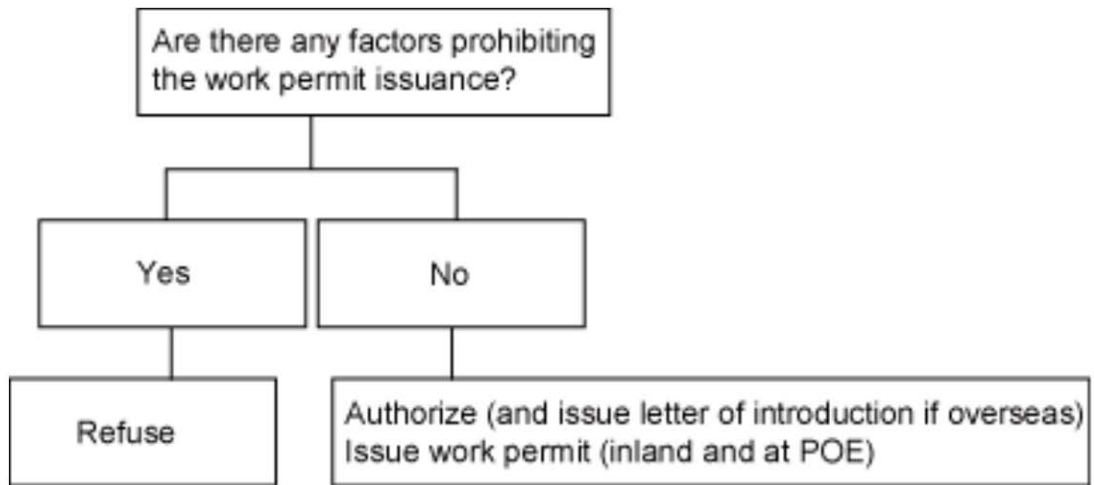 Are there any factors prohibiting
the work permit issuance?
Yes
No
Refuse
Authorize (and issue letter of introduction if overseas)
Issue work permit (inland and at POE)